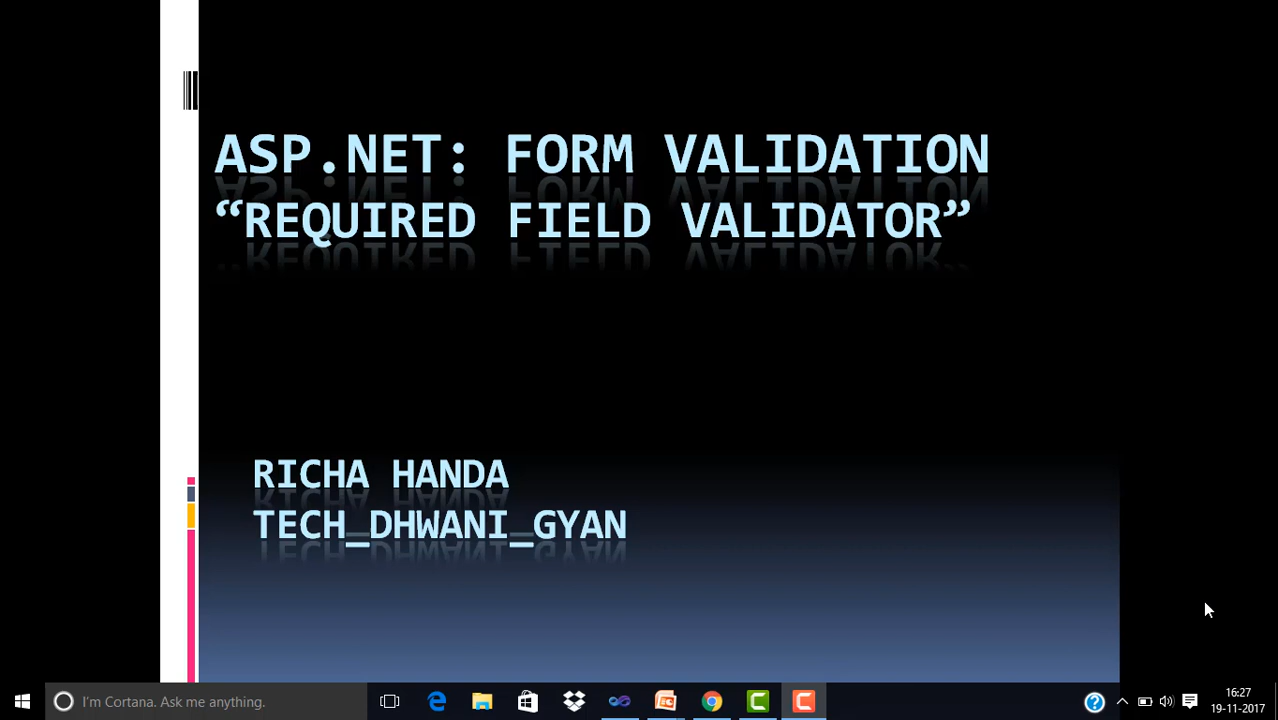 ASP.NET: FORM VALIDATION
“REQUIRED FIELD VALIDATOR”
RICHA HANDA
TECH_DHWANI_GYAN
I'm Cortana. Ask me anything.
16:27
19-11-2017